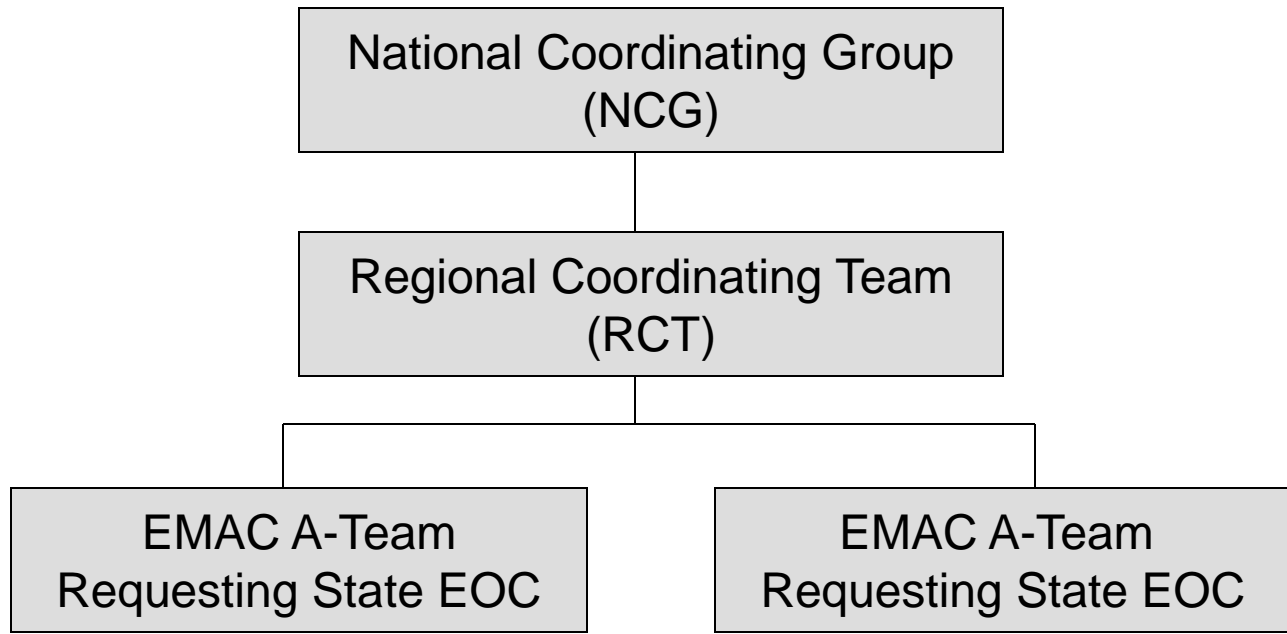 National Coordinating Group
(NCG)
Regional Coordinating Team
(RCT)
EMAC A-Team
Requesting State EOC
EMAC A-Team
Requesting State EOC